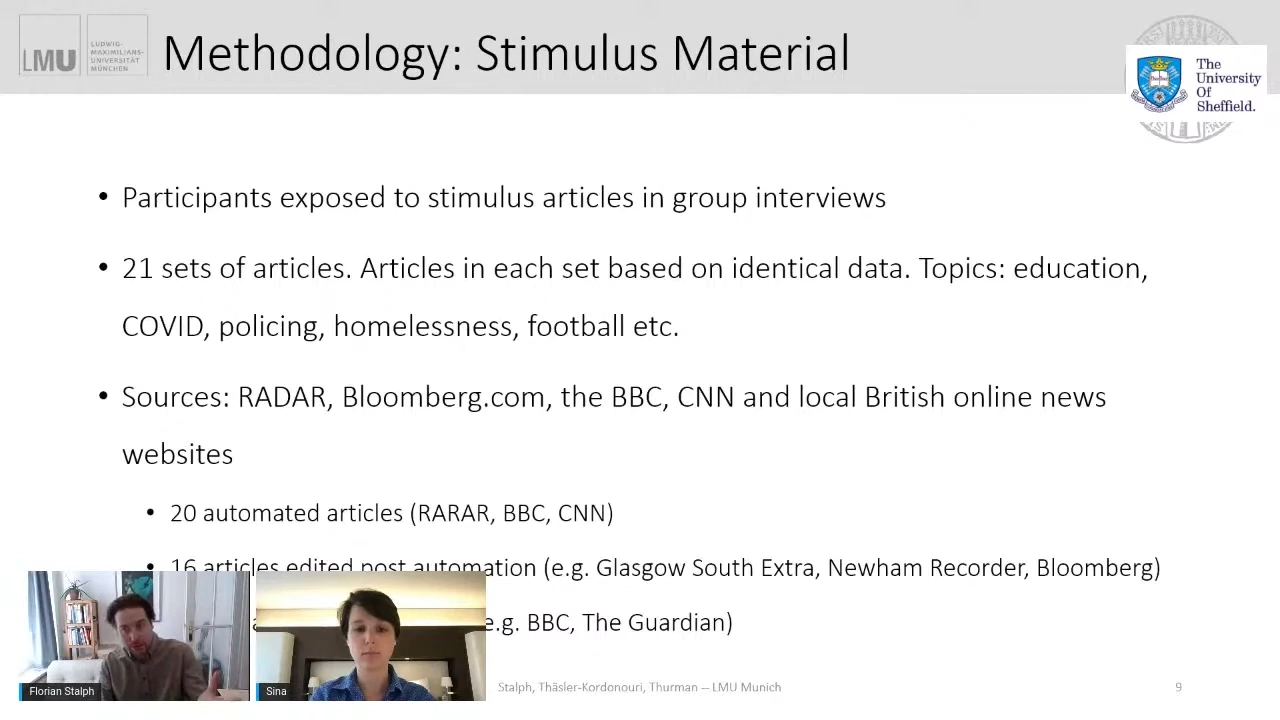 LMU
LUDWIG-
MAXIMILIANS-
UNIVERSITÄT
MÜNCHEN
Methodology: Stimulus Material
The
University
Of
Sheffield.
• Participants exposed to stimulus articles in group interviews
• 21 sets of articles. Articles in each set based on identical data. Topics: education,
COVID, policing, homelessness, football etc.
• Sources: RADAR, Bloomberg.com, the BBC, CNN and local British online news
websites
• 20 automated articles (RARAR, BBC, CNN)
• 16 articles edited post automation (e.g. Glasgow South Extra, Newham Recorder, Bloomberg)
e.g. BBC, The Guardian)
Florian Stalph
Sina
Stalph, Thäsler-Kordonouri, Thurman -- LMU Munich
9